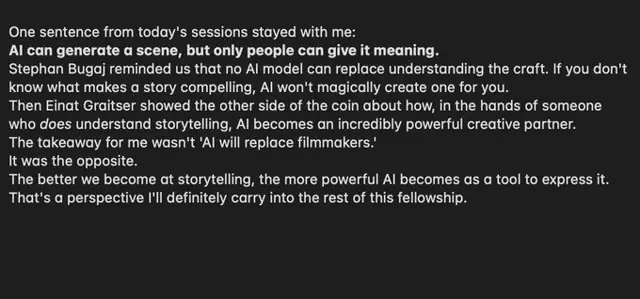 One sentence from today's sessions stayed with me:
AI can generate a scene, but only people can give it meaning.
Stephan Bugaj reminded us that no AI model can replace understanding the craft. If you don't
know what makes a story compelling, AI won't magically create one for you.
Then Einat Graitser showed the other side of the coin about how, in the hands of someone
who does understand storytelling, AI becomes an incredibly powerful creative partner.
The takeaway for me wasn't 'AI will replace filmmakers.'
It was the opposite.
The better we become at storytelling, the more powerful AI becomes as a tool to express it.
That's a perspective I'll definitely carry into the rest of this fellowship.